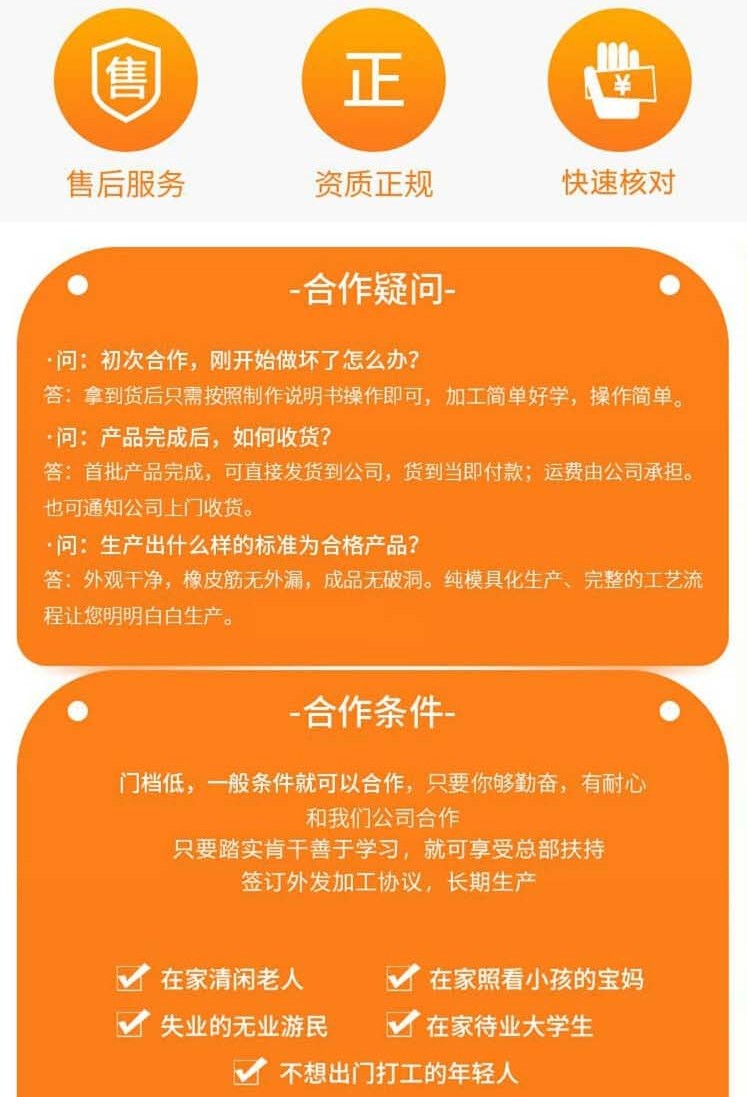 售
正
¥
售后服务
资质正规
快速核对
-合作疑问-
·问：初次合作，刚开始做坏了怎么办？
答：拿到货后只需按照制作说明书操作即可，加工简单好学，操作简单。
·问：产品完成后，如何收货？
答：首批产品完成，可直接发货到公司，货到当即付款；运费由公司承担。
也可通知公司上门收货。
·问：生产出什么样的标准为合格产品？
答：外观干净，橡皮筋无外漏，成品无破洞。纯模具化生产、完整的工艺流
程让您明明白白生产。
-合作条件-
门档低，一般条件就可以合作，只要你够勤奋，有耐心
和我们公司合作
只要踏实肯干善于学习，就可享受总部扶持
签订外发加工协议，长期生产
在家清闲老人
在家照看小孩的宝妈
失业的无业游民
在家待业大学生
不想出门打工的年轻人